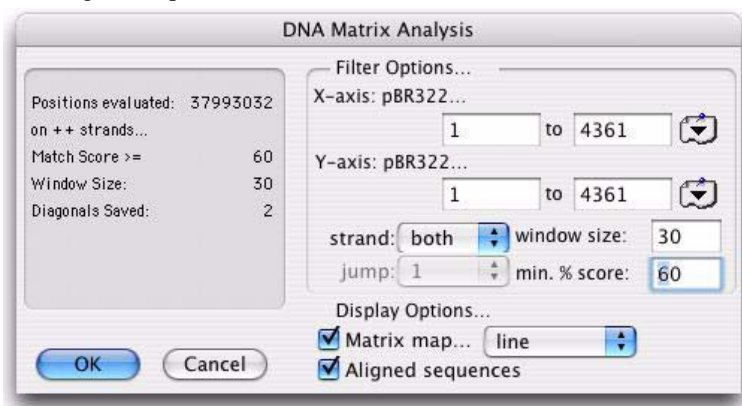 DNA Matrix Analysis
Positions evaluated: 37993032
on ++ strands...
Match Score >= 60
Window Size: 30
Diagonals Saved: 2
Filter Options...
X-axis: pBR322...
1 to 4361
Y-axis: pBR322...
1 to 4361
strand: both window size: 30
jump: 1 min. % score: 60
Display Options...
Matrix map... line
Aligned sequences
OK Cancel